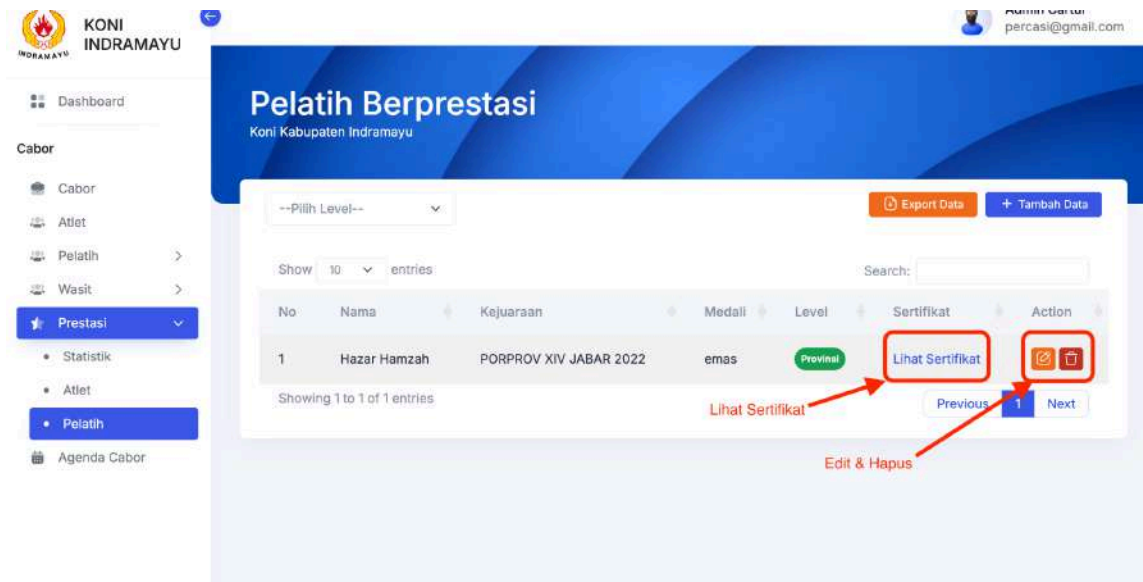 KONI
INDRAMAYU
INDRAMAYU
Admin Catur
percasi@gmail.com
Dashboard
Cabor
Cabor
Atlet
Pelatih
Wasit
Prestasi
Statistik
Atlet
Pelatih
Agenda Cabor
Pelatih Berprestasi
Koni Kabupaten Indramayu
--Pilih Level--
Export Data
+ Tambah Data
Show 10 entries
Search:
No Nama Kejuaraan Medali Level Sertifikat Action
1 Hazar Hamzah PORPROV XIV JABAR 2022 emas Provinsi Lihat Sertifikat
Showing 1 to 1 of 1 entries
Previous 1 Next
Lihat Sertifikat
Edit & Hapus